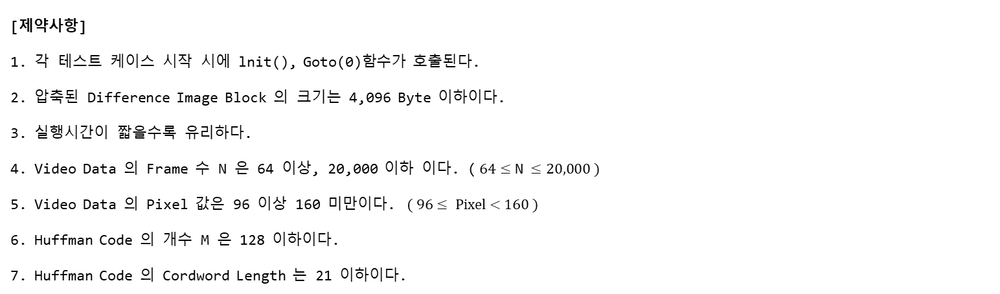 [제약사항]
1. 각 테스트 케이스 시작 시에 lnit(), Goto(0)함수가 호출된다.
2. 압축된 Difference Image Block 의 크기는 4,096 Byte 이하이다.
3. 실행시간이 짧을수록 유리하다.
4. Video Data 의 Frame 수 N 은 64 이상, 20,000 이하 이다. ( 64 ≤ N ≤ 20,000 )
5. Video Data 의 Pixel 값은 96 이상 160 미만이다. ( 96 ≤ Pixel < 160 )
6. Huffman Code 의 개수 M 은 128 이하이다.
7. Huffman Code 의 Cordword Length 는 21 이하이다.